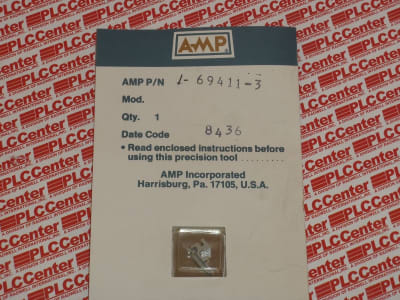 AMP
AMP P/N 1-69411-3
Mod.
Qty. 1
Date Code 8436
• Read enclosed instructions before
using this precision tool .........
AMP Incorporated
Harrisburg, Pa. 17105, U.S.A.
PLCCenter